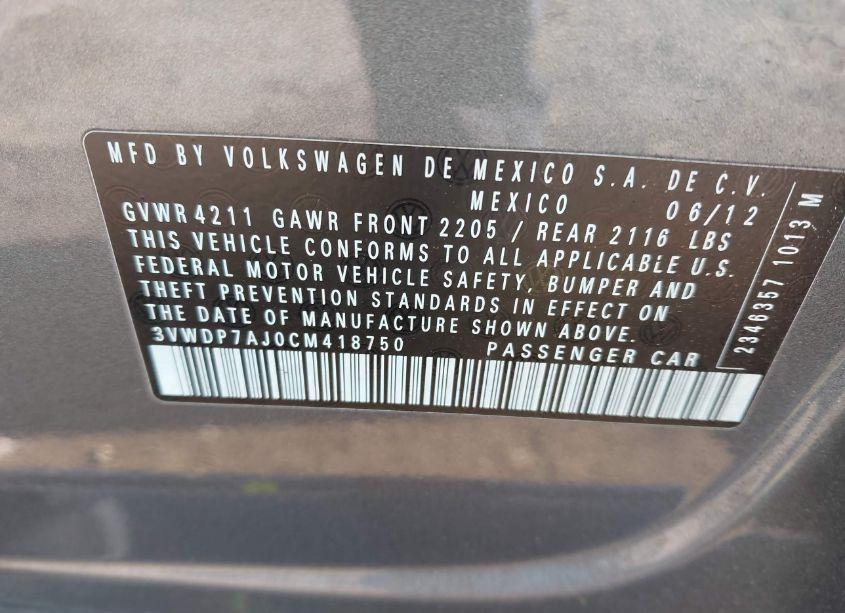 MFD BY VOLKSWAGEN DE MEXICO S.A. DE C.V.
MEXICO 06/12
GVWR 4211 GAWR FRONT 2205 / REAR 2116 LBS
THIS VEHICLE CONFORMS TO ALL APPLICABLE U.S.
FEDERAL MOTOR VEHICLE SAFETY, BUMPER AND
THEFT PREVENTION STANDARDS IN EFFECT ON
THE DATE OF MANUFACTURE SHOWN ABOVE.
3VWDP7AJ0CM418750 PASSENGER CAR
2346357 1013 M